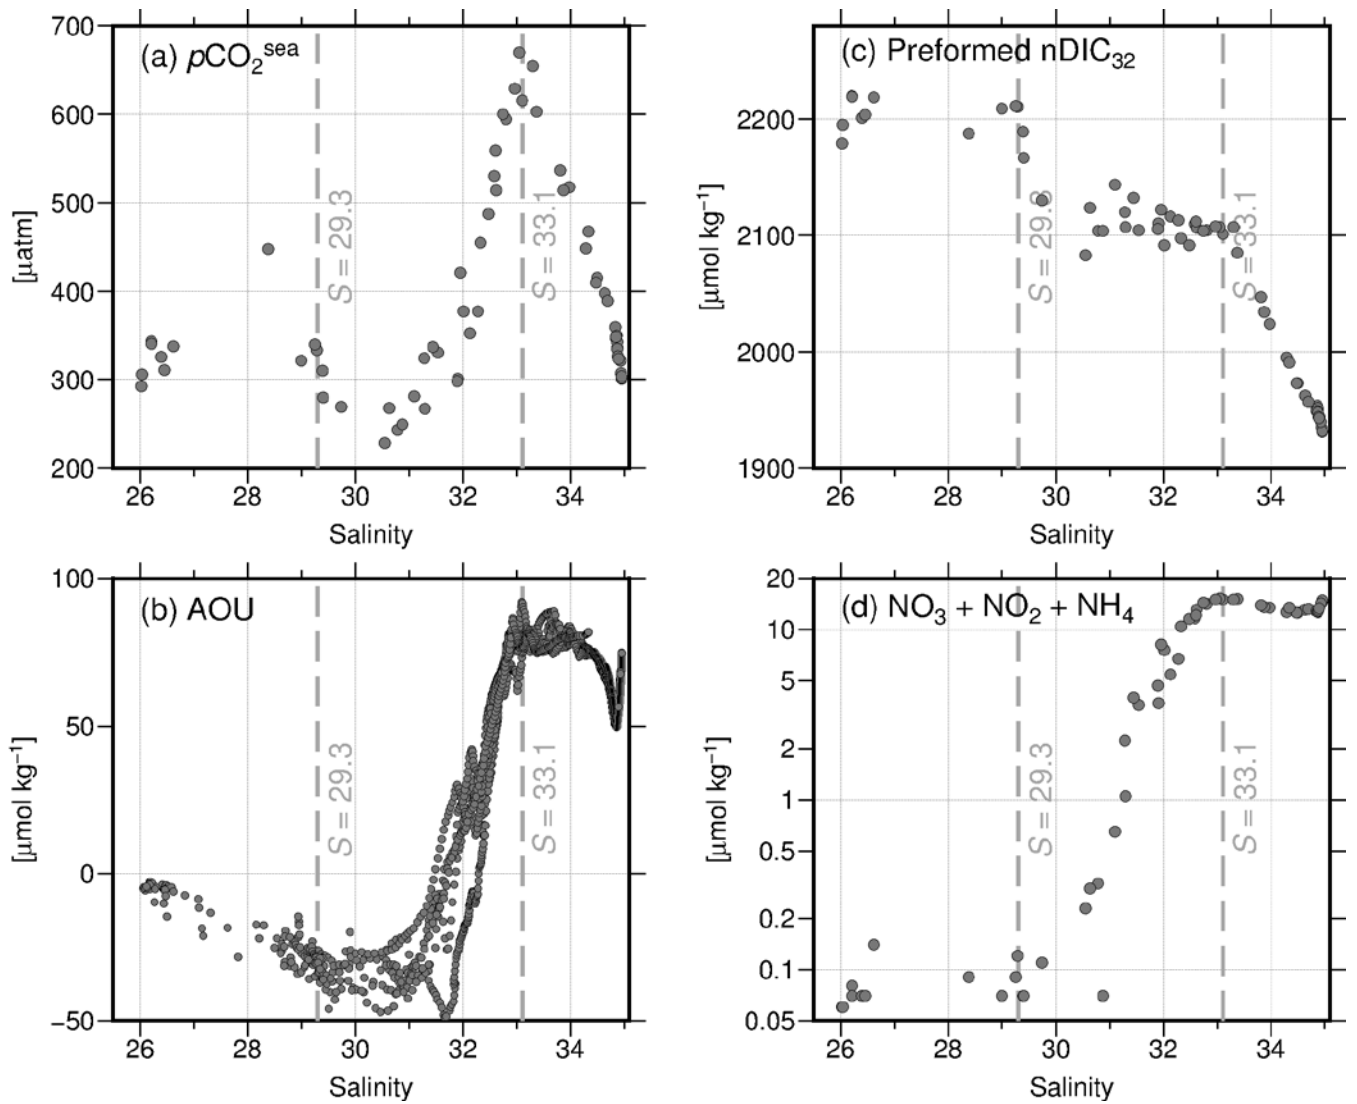 (a) pCO₂ˢᵉᵃ
700
600
500
400
300
200
[μatm]
S = 29.3
S = 33.1
26 28 30 32 34
Salinity
(c) Preformed nDIC₃₂
2200
2100
2000
1900
[μmol kg⁻¹]
S = 29.3
S = 33.1
26 28 30 32 34
Salinity
(b) AOU
100
50
0
−50
[μmol kg⁻¹]
S = 29.3
S = 33.1
26 28 30 32 34
Salinity
(d) NO₃ + NO₂ + NH₄
20
10
5
2
1
0.5
0.2
0.1
0.05
[μmol kg⁻¹]
S = 29.3
S = 33.1
26 28 30 32 34
Salinity